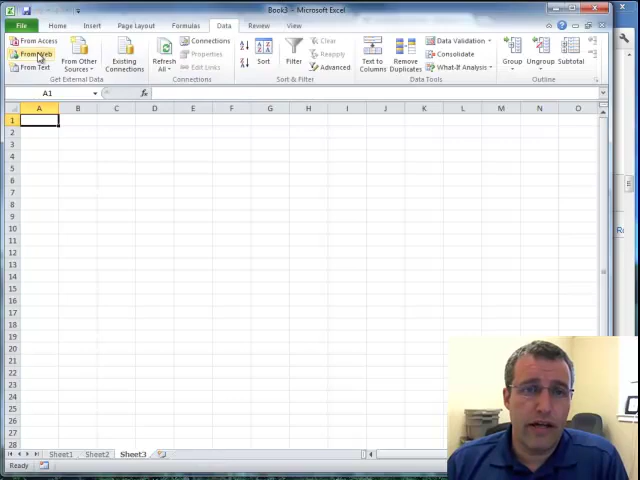 Book3 - Microsoft Excel
File Home Insert Page Layout Formulas Data Review View
From Access
From Web
From Text
From Other Sources
Existing Connections
Get External Data
Refresh All
Connections
Properties
Edit Links
Connections
Sort
Filter
Clear
Reapply
Advanced
Sort & Filter
Text to Columns
Remove Duplicates
Data Validation
Consolidate
What-If Analysis
Data Tools
Group
Ungroup
Subtotal
Outline
A1 fx
A B C D E F G H I J K L M N O
1
2
3
4
5
6
7
8
9
10
11
12
13
14
15
16
17
18
19
20
21
22
23
24
25
26
27
28
Sheet1 Sheet2 Sheet3
Ready